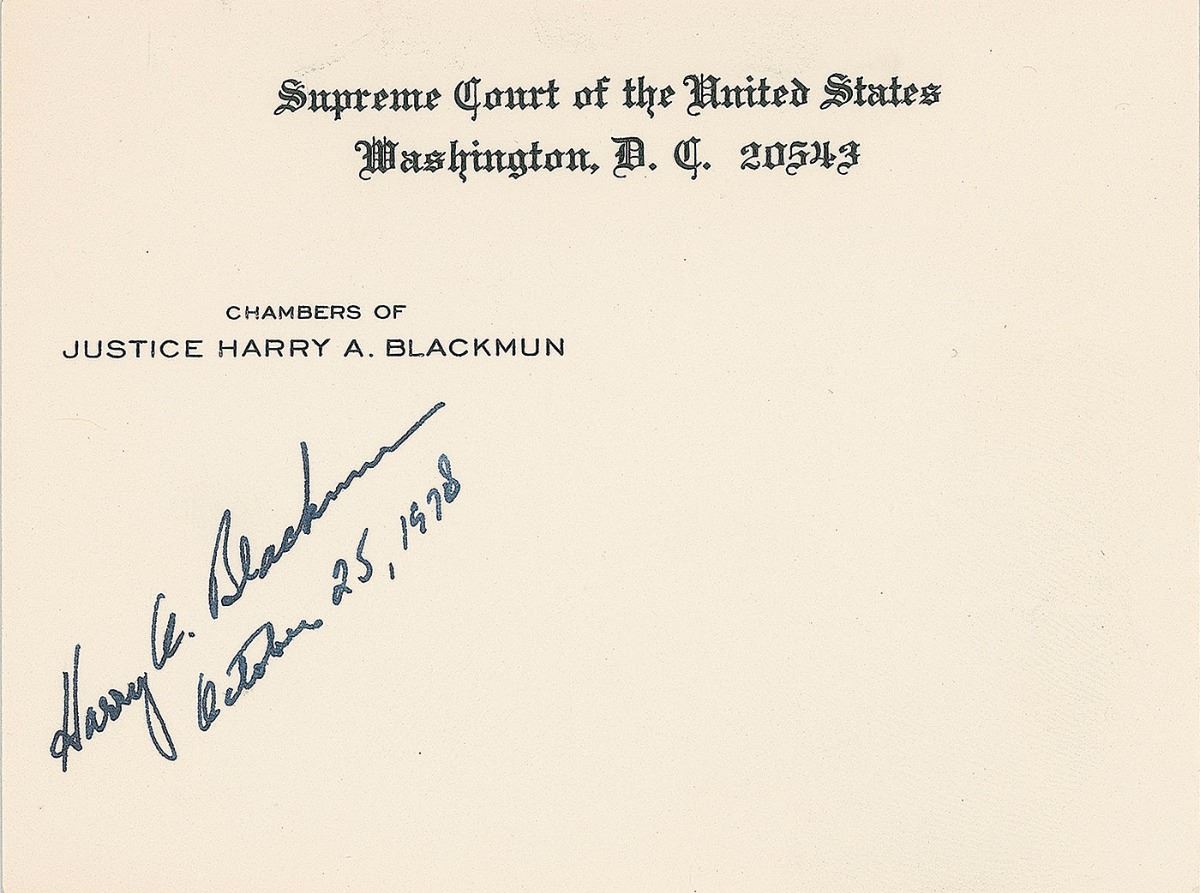 Supreme Court of the United States
Washington, D. C. 20543
CHAMBERS OF
JUSTICE HARRY A. BLACKMUN
Harry A. Blackmun
October 25, 1978